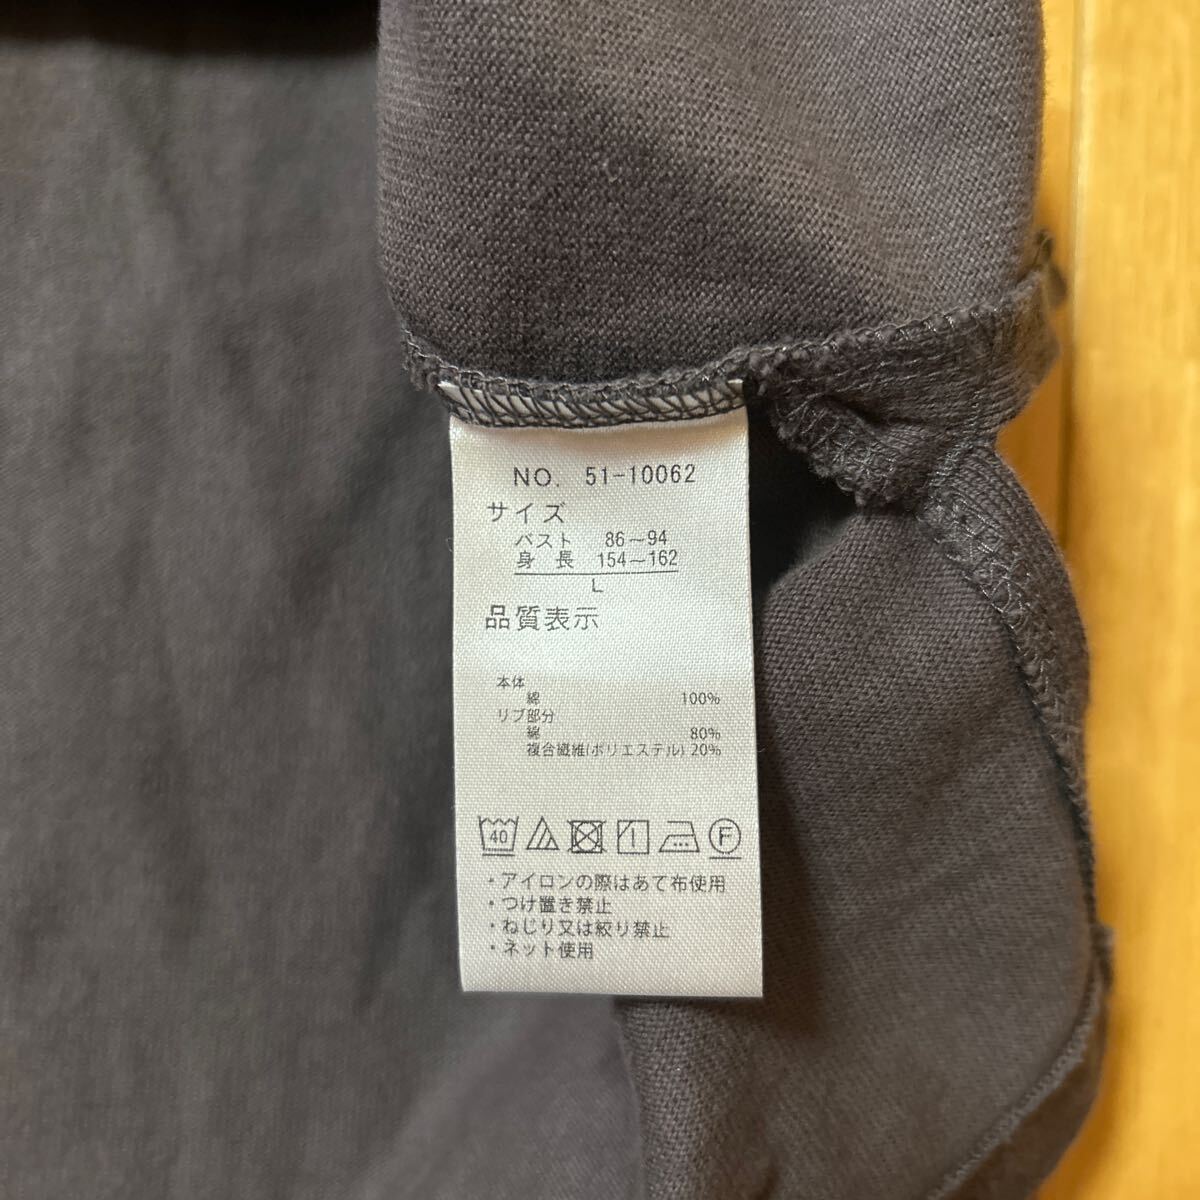 NO. 51-10062
サイズ
バスト 86～94
身 長 154～162
L
品質表示
本体
綿 100%
リブ部分
綿 80%
複合繊維(ポリエステル) 20%
40 F
・アイロンの際はあて布使用
・つけ置き禁止
・ねじり又は絞り禁止
・ネット使用